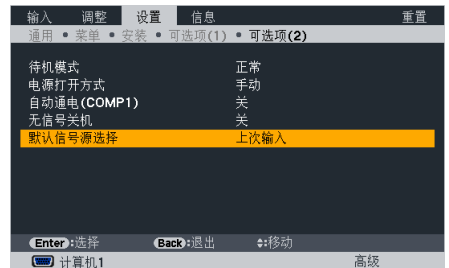 输入 调整 设置 信息 重置
通用 • 菜单 • 安装 • 可选项(1) • 可选项(2)
待机模式 正常
电源打开方式 手动
自动通电(COMP1) 关
无信号关机 关
默认信号源选择 上次输入
Enter:选择 Back:退出 :移动
计算机1 高级